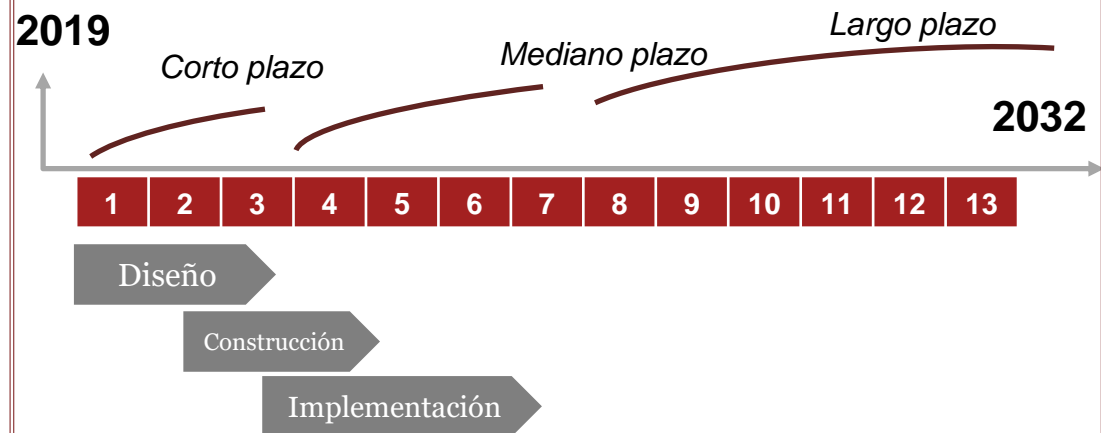 2019
Corto plazo
Mediano plazo
Largo plazo
2032
1 2 3 4 5 6 7 8 9 10 11 12 13
Diseño
Construcción
Implementación